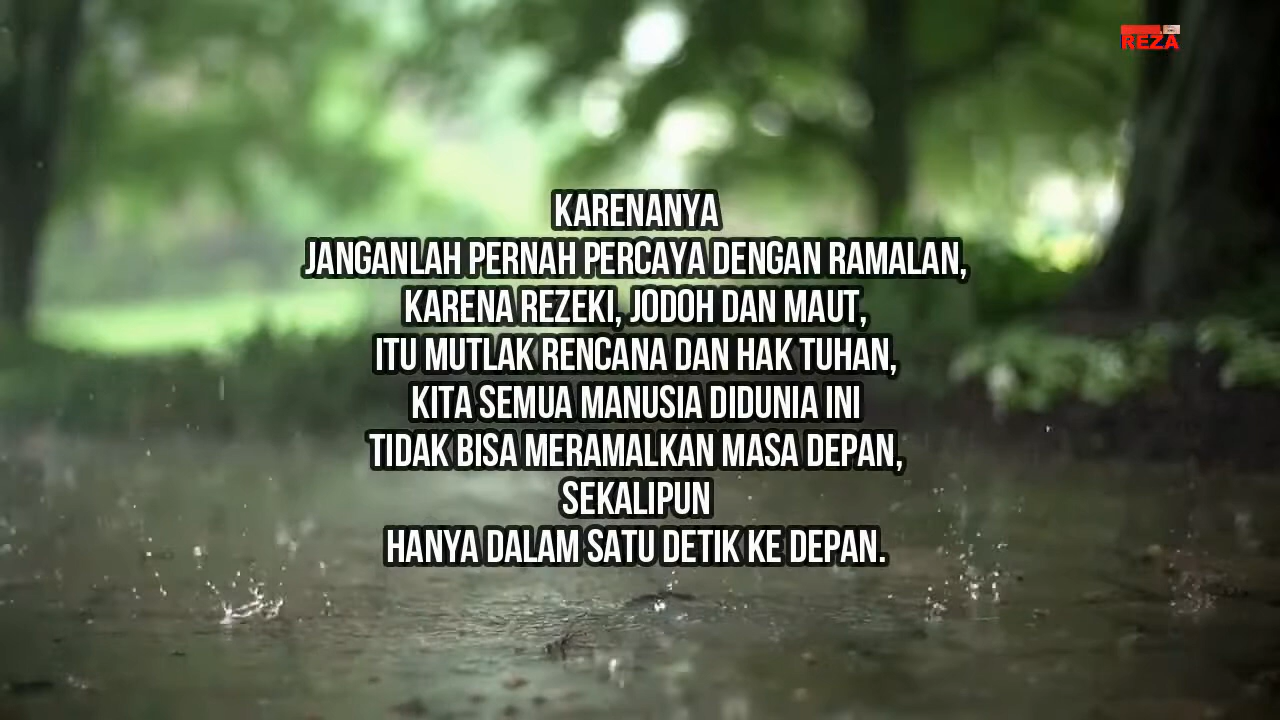 REZA
KARENANYA
JANGANLAH PERNAH PERCAYA DENGAN RAMALAN,
KARENA REZEKI, JODOH DAN MAUT,
ITU MUTLAK RENCANA DAN HAK TUHAN,
KITA SEMUA MANUSIA DIDUNIA INI
TIDAK BISA MERAMALKAN MASA DEPAN,
SEKALIPUN
HANYA DALAM SATU DETIK KE DEPAN.